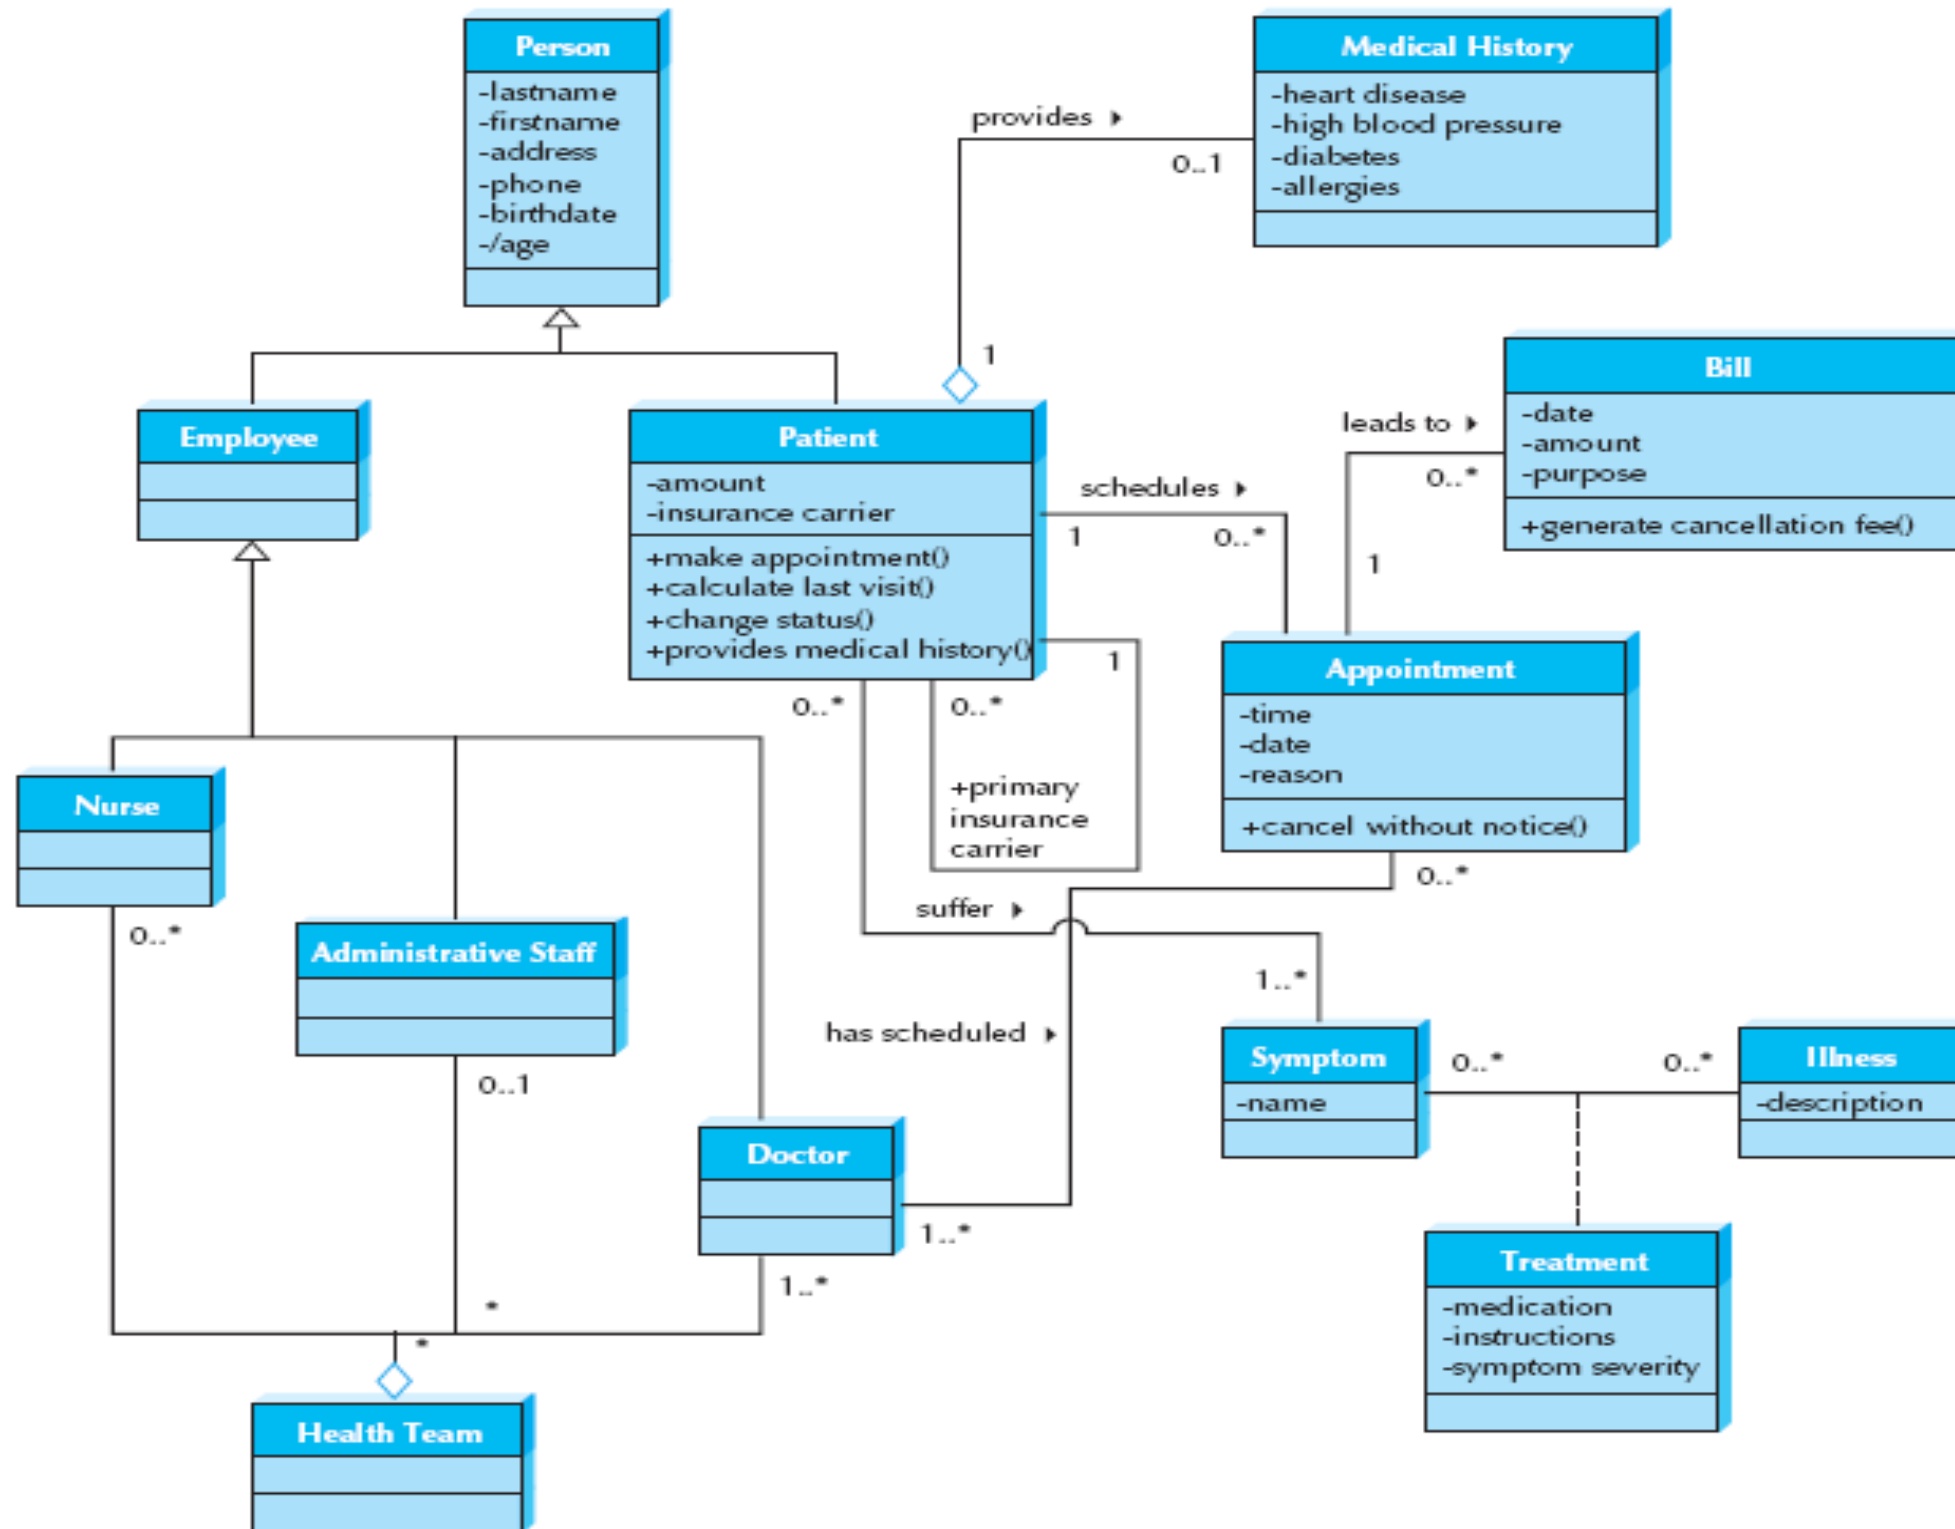 Person
-lastname
-firstname
-address
-phone
-birthdate
-/age
Medical History
-heart disease
-high blood pressure
-diabetes
-allergies
provides
0..1
1
Employee
Patient
-amount
-insurance carrier
+make appointment()
+calculate last visit()
+change status()
+provides medical history()
Bill
-date
-amount
-purpose
+generate cancellation fee()
leads to
0..*
1
schedules
1
0..*
1
0..*
0..*
+primary
insurance
carrier
Appointment
-time
-date
-reason
+cancel without notice()
0..*
Nurse
0..*
Administrative Staff
0..1
suffer
1..*
has scheduled
Symptom
-name
0..*
0..*
Illness
-description
Doctor
1..*
1..*
Treatment
-medication
-instructions
-symptom severity
*
*
Health Team